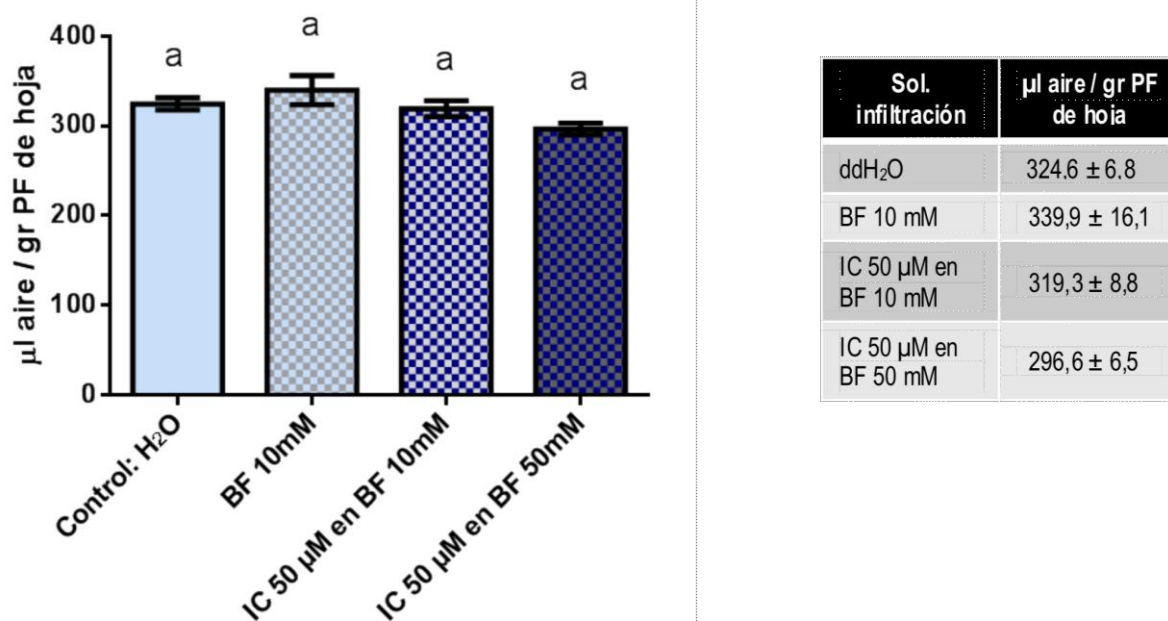 µl aire / gr PF de hoja
400
300
200
100
0
a
a
a
a
Control: H₂O
BF 10mM
IC 50 µM en BF 10mM
IC 50 µM en BF 50mM
Sol.
infiltración
µl aire / gr PF
de hoja
ddH₂O
324.6 ± 6.8
BF 10 mM
339,9 ± 16,1
IC 50 µM en
BF 10 mM
319,3 ± 8,8
IC 50 µM en
BF 50 mM
296,6 ± 6,5